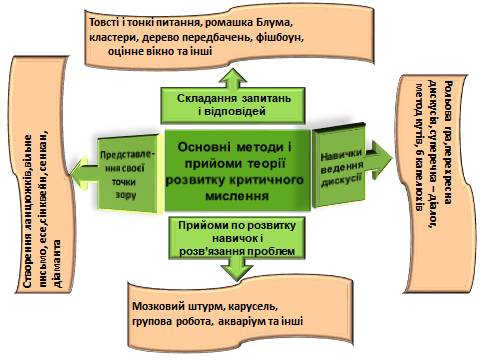 Товсті і тонкі питання, ромашка Блума,
кластери, дерево передбачень, фішбоун,
оцінне вікно та інші
Складання запитань
і відповідей
Створення ланцюжків,вільне
письмо, есе,сінквейн, сенкан,
діаманта
Представле-
ння своєї
точки
зору
Основні методи і
прийоми теорії
розвитку критичного
мислення
Навички
ведення
дискусії
Рольова гра,перехресна
дискусія,суперечка – діалог,
метод кутів, 6 капелюхів
Прийоми по розвитку
навичок і
розв'язання проблем
Мозковий штурм, карусель,
групова робота, акваріум та інші